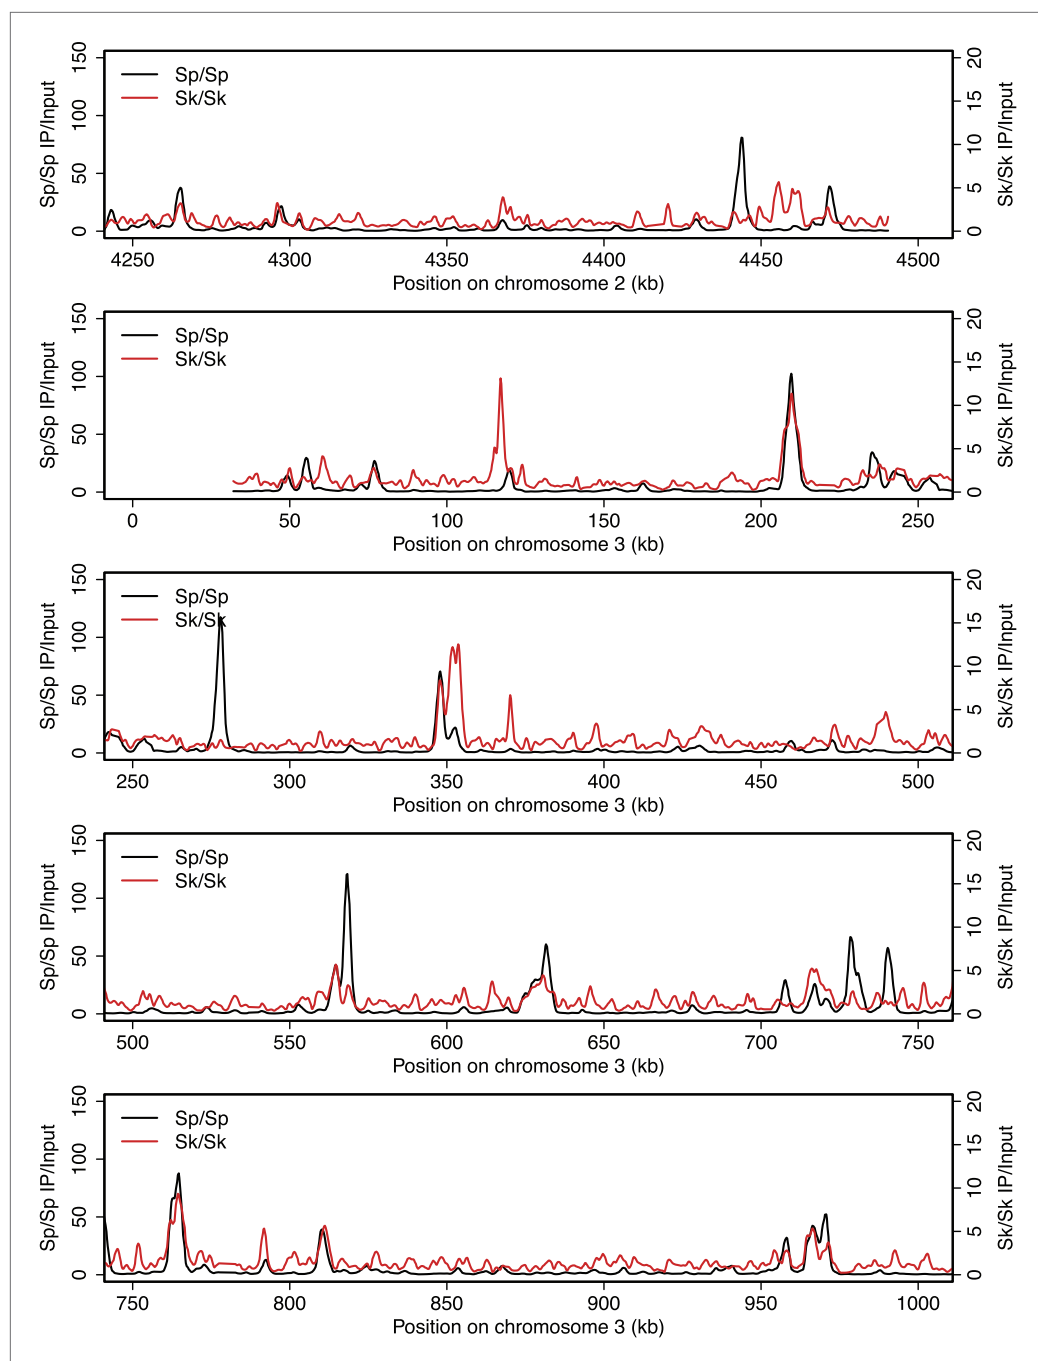 Sp/Sp IP/Input
0 50 100 150
Sp/Sp
Sk/Sk
0 5 10 15 20
Sk/Sk IP/Input
4250 4300 4350 4400 4450 4500
Position on chromosome 2 (kb)
Sp/Sp IP/Input
0 50 100 150
Sp/Sp
Sk/Sk
0 5 10 15 20
Sk/Sk IP/Input
0 50 100 150 200 250
Position on chromosome 3 (kb)
Sp/Sp IP/Input
0 50 100 150
Sp/Sp
Sk/Sk
0 5 10 15 20
Sk/Sk IP/Input
250 300 350 400 450 500
Position on chromosome 3 (kb)
Sp/Sp IP/Input
0 50 100 150
Sp/Sp
Sk/Sk
0 5 10 15 20
Sk/Sk IP/Input
500 550 600 650 700 750
Position on chromosome 3 (kb)
Sp/Sp IP/Input
0 50 100 150
Sp/Sp
Sk/Sk
0 5 10 15 20
Sk/Sk IP/Input
750 800 850 900 950 1000
Position on chromosome 3 (kb)